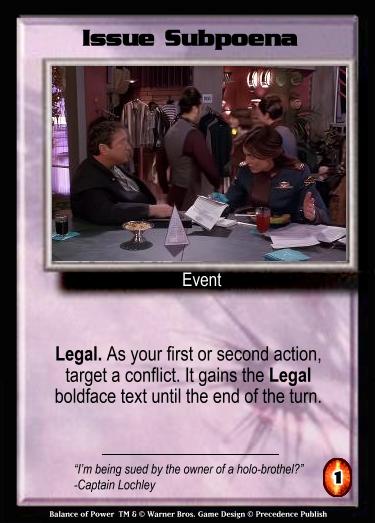 Issue Subpoena
Event
Legal. As your first or second action,
target a conflict. It gains the Legal
boldface text until the end of the turn.
"I'm being sued by the owner of a holo-brothel?"
-Captain Lochley
1
Balance of Power TM & © Warner Bros. Game Design © Precedence Publish